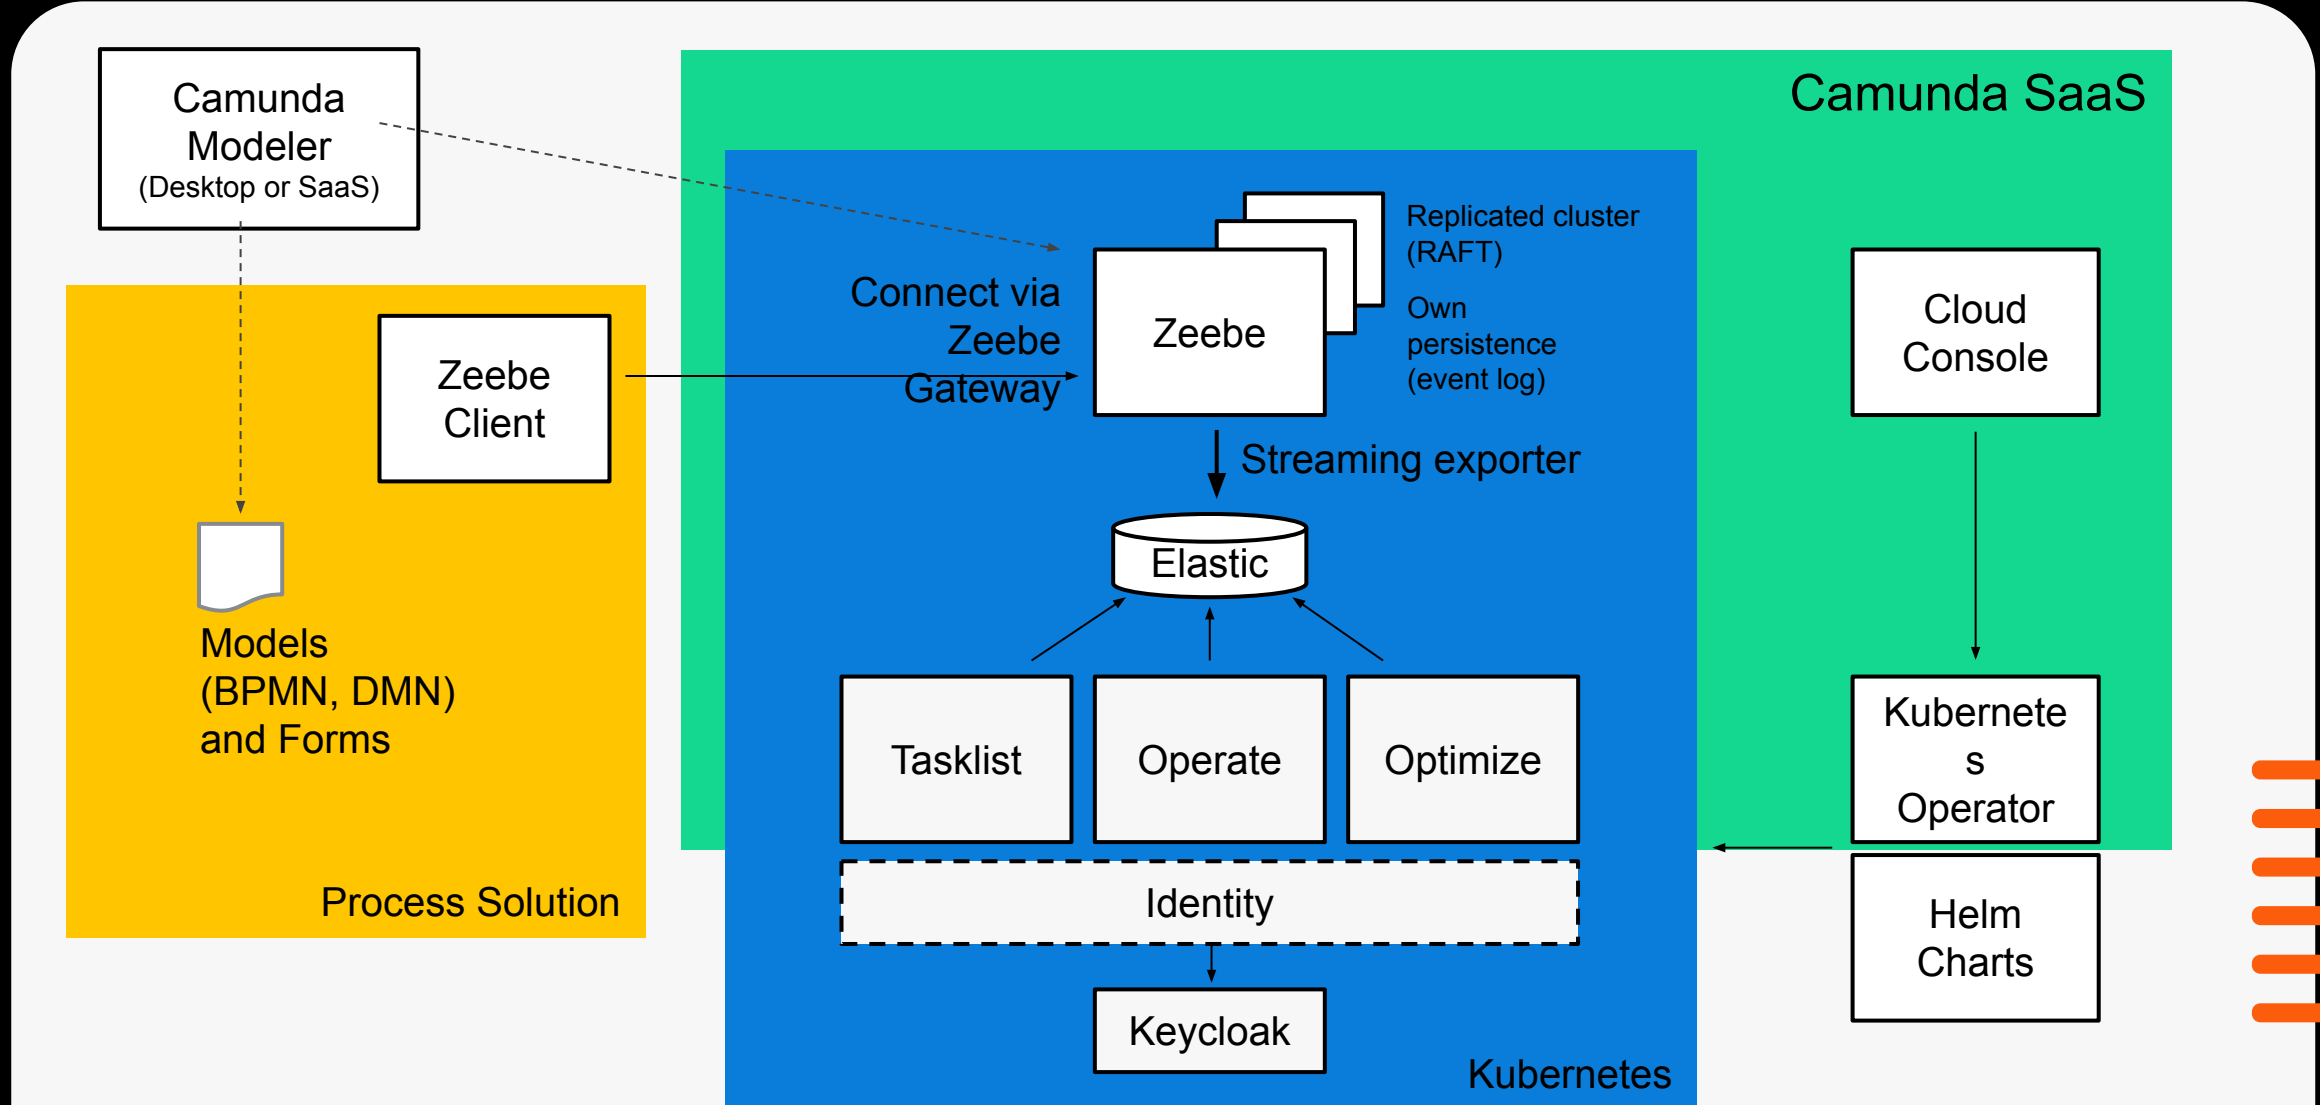 Camunda
Modeler
(Desktop or SaaS)
Camunda SaaS
Replicated cluster
(RAFT)
Own
persistence
(event log)
Connect via
Zeebe
Gateway
Zeebe
Cloud
Console
Zeebe
Client
Streaming exporter
Elastic
Models
(BPMN, DMN)
and Forms
Tasklist
Operate
Optimize
Kubernete
s
Operator
Process Solution
Identity
Helm
Charts
Keycloak
Kubernetes